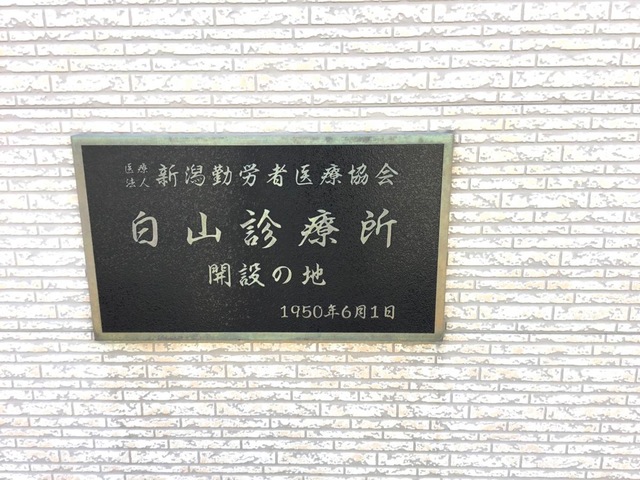 医療法人 新潟勤労者医療協会
白山診療所
開設の地
1950年6月1日